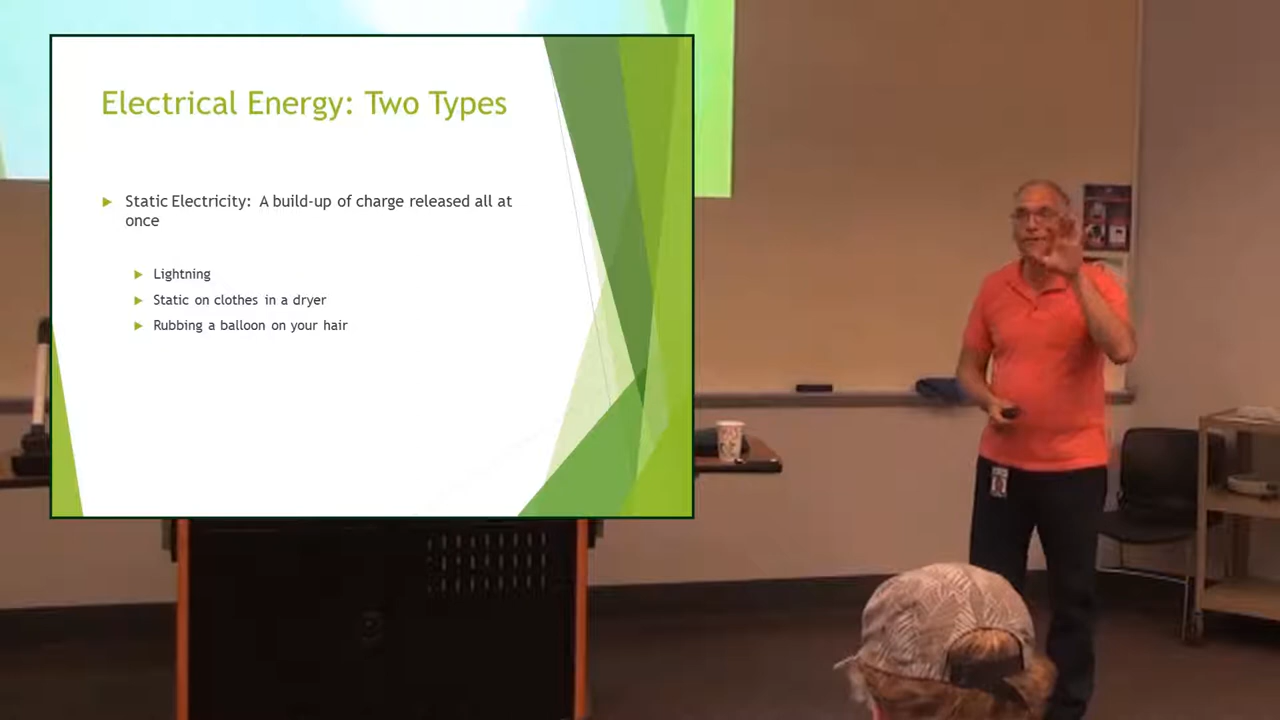 Electrical Energy: Two Types
Static Electricity: A build-up of charge released all at
once
Lightning
Static on clothes in a dryer
Rubbing a balloon on your hair